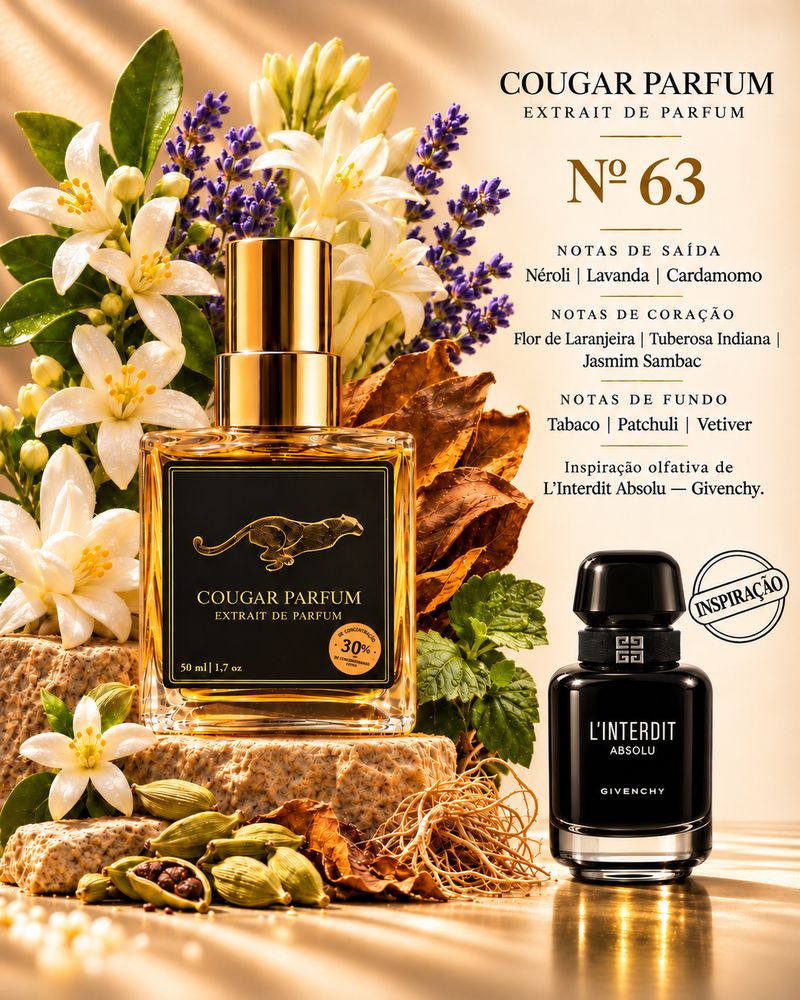 COUGAR PARFUM
EXTRAIT DE PARFUM
Nº 63
NOTAS DE SAÍDA
Néroli | Lavanda | Cardamomo
NOTAS DE CORAÇÃO
Flor de Laranjeira | Tuberosa Indiana |
Jasmim Sambac
NOTAS DE FUNDO
Tabaco | Patchuli | Vetiver
Inspiração olfativa de
L'Interdit Absolu — Givenchy.
INSPIRAÇÃO
COUGAR PARFUM
EXTRAIT DE PARFUM
DE CONCENTRAÇÃO
30%
50 ml | 1,7 oz
L'INTERDIT
ABSOLU
GIVENCHY